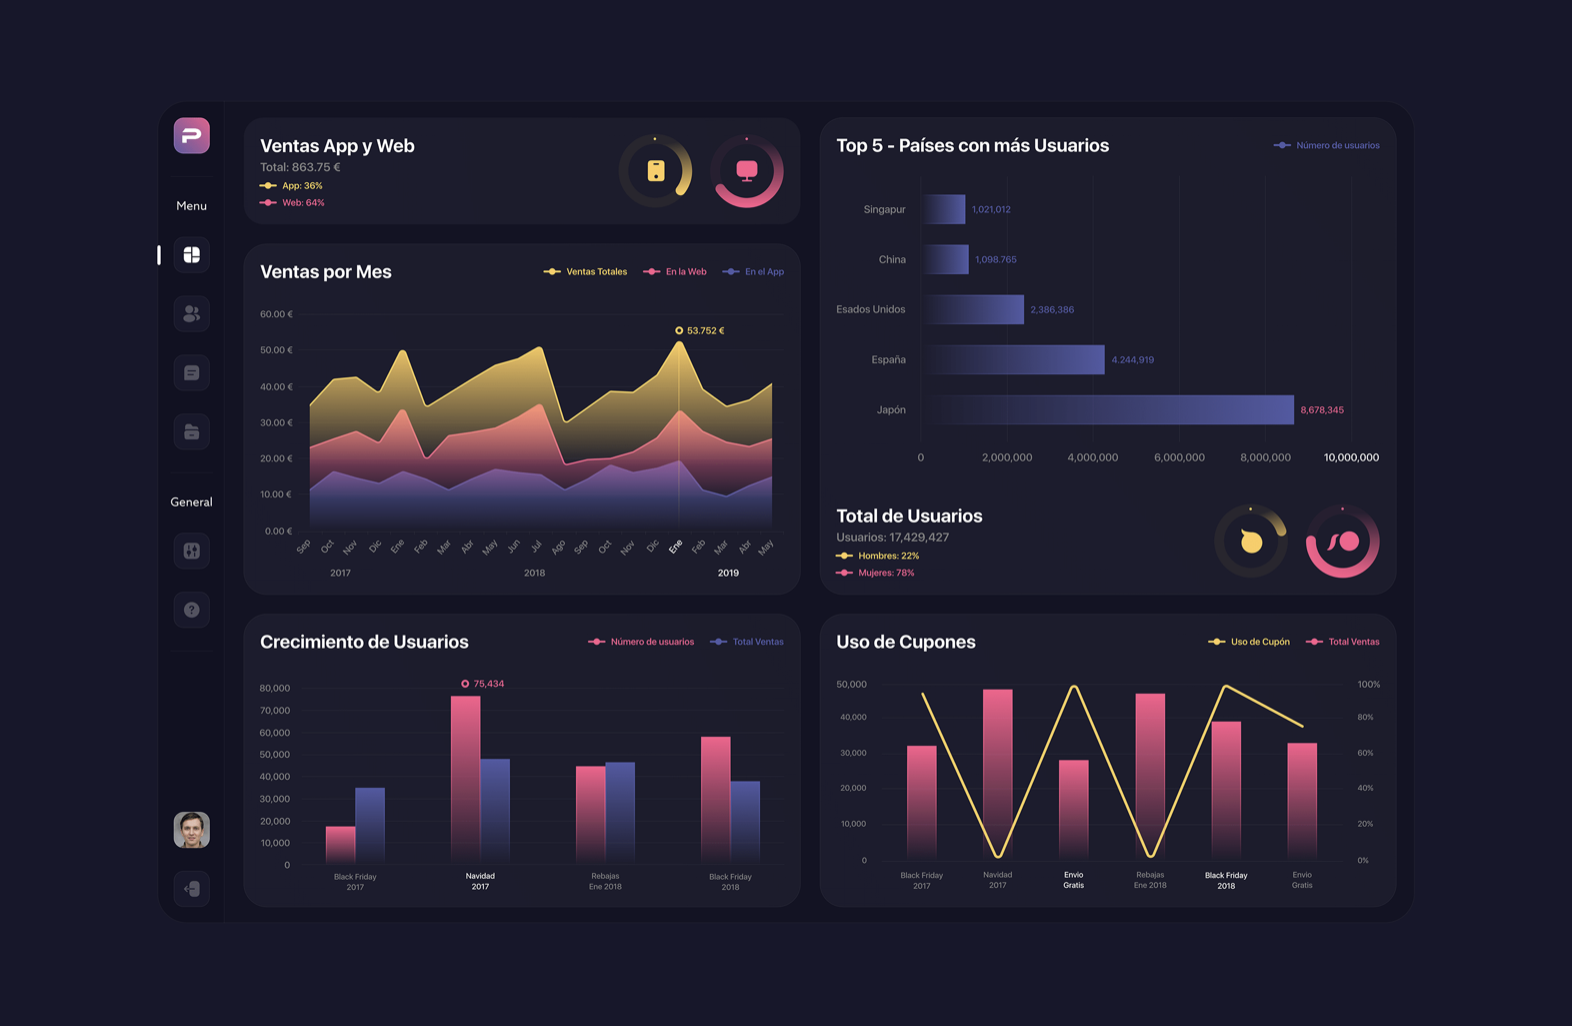 Menu
General
Ventas App y Web
Total: 863.75 €
App: 36%
Web: 64%
Ventas por Mes
Ventas Totales
En la Web
En el App
60.00 €
50.00 €
40.00 €
30.00 €
20.00 €
10.00 €
0.00 €
53.752 €
Sep
Oct
Nov
Dic
Ene
Feb
Mar
Abr
May
Jun
Jul
Ago
Sep
Oct
Nov
Dic
Ene
Feb
Mar
Abr
May
2017
2018
2019
Top 5 - Países con más Usuarios
Número de usuarios
Singapur
1,021,012
China
1,098.765
Esados Unidos
2,386,386
España
4.244,919
Japón
8,678,345
0
2,000,000
4,000,000
6,000,000
8,000,000
10,000,000
Total de Usuarios
Usuarios: 17,429,427
Hombres: 22%
Mujeres: 78%
Crecimiento de Usuarios
Número de usuarios
Total Ventas
80,000
70,000
60,000
50,000
40,000
30,000
20,000
10,000
0
75,434
Black Friday
2017
Navidad
2017
Rebajas
Ene 2018
Black Friday
2018
Uso de Cupones
Uso de Cupón
Total Ventas
50,000
40,000
30,000
20,000
10,000
0
100%
80%
60%
40%
20%
0%
Black Friday
2017
Navidad
2017
Envio
Gratis
Rebajas
Ene 2018
Black Friday
2018
Envio
Gratis